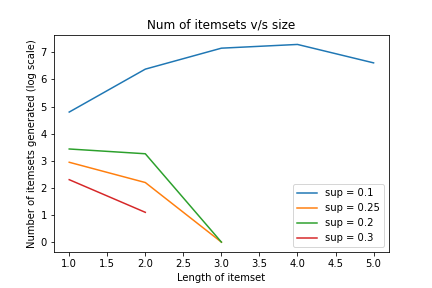 Num of itemsets v/s size
Number of itemsets generated (log scale)
7
6
5
4
3
2
1
0
sup = 0.1
sup = 0.25
sup = 0.2
sup = 0.3
1.0 1.5 2.0 2.5 3.0 3.5 4.0 4.5 5.0
Length of itemset